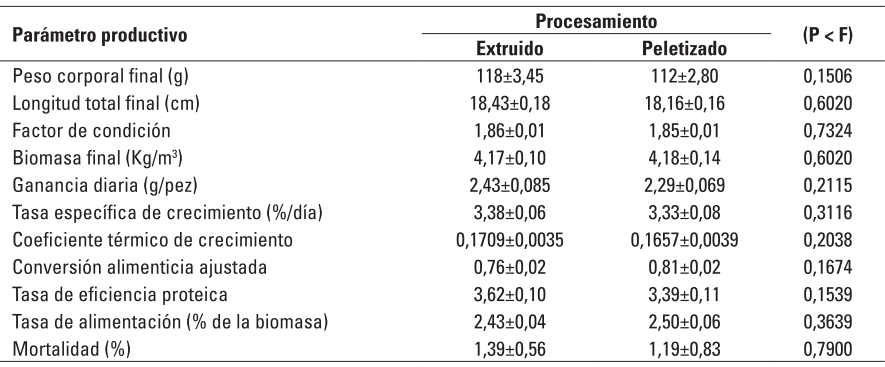 Parámetro productivo Procesamiento (P < F)
Extruido Peletizado
Peso corporal final (g) 118±3,45 112±2,80 0,1506
Longitud total final (cm) 18,43±0,18 18,16±0,16 0,6020
Factor de condición 1,86±0,01 1,85±0,01 0,7324
Biomasa final (Kg/m³) 4,17±0,10 4,18±0,14 0,6020
Ganancia diaria (g/pez) 2,43±0,085 2,29±0,069 0,2115
Tasa específica de crecimiento (%/día) 3,38±0,06 3,33±0,08 0,3116
Coeficiente térmico de crecimiento 0,1709±0,0035 0,1657±0,0039 0,2038
Conversión alimenticia ajustada 0,76±0,02 0,81±0,02 0,1674
Tasa de eficiencia proteica 3,62±0,10 3,39±0,11 0,1539
Tasa de alimentación (% de la biomasa) 2,43±0,04 2,50±0,06 0,3639
Mortalidad (%) 1,39±0,56 1,19±0,83 0,7900